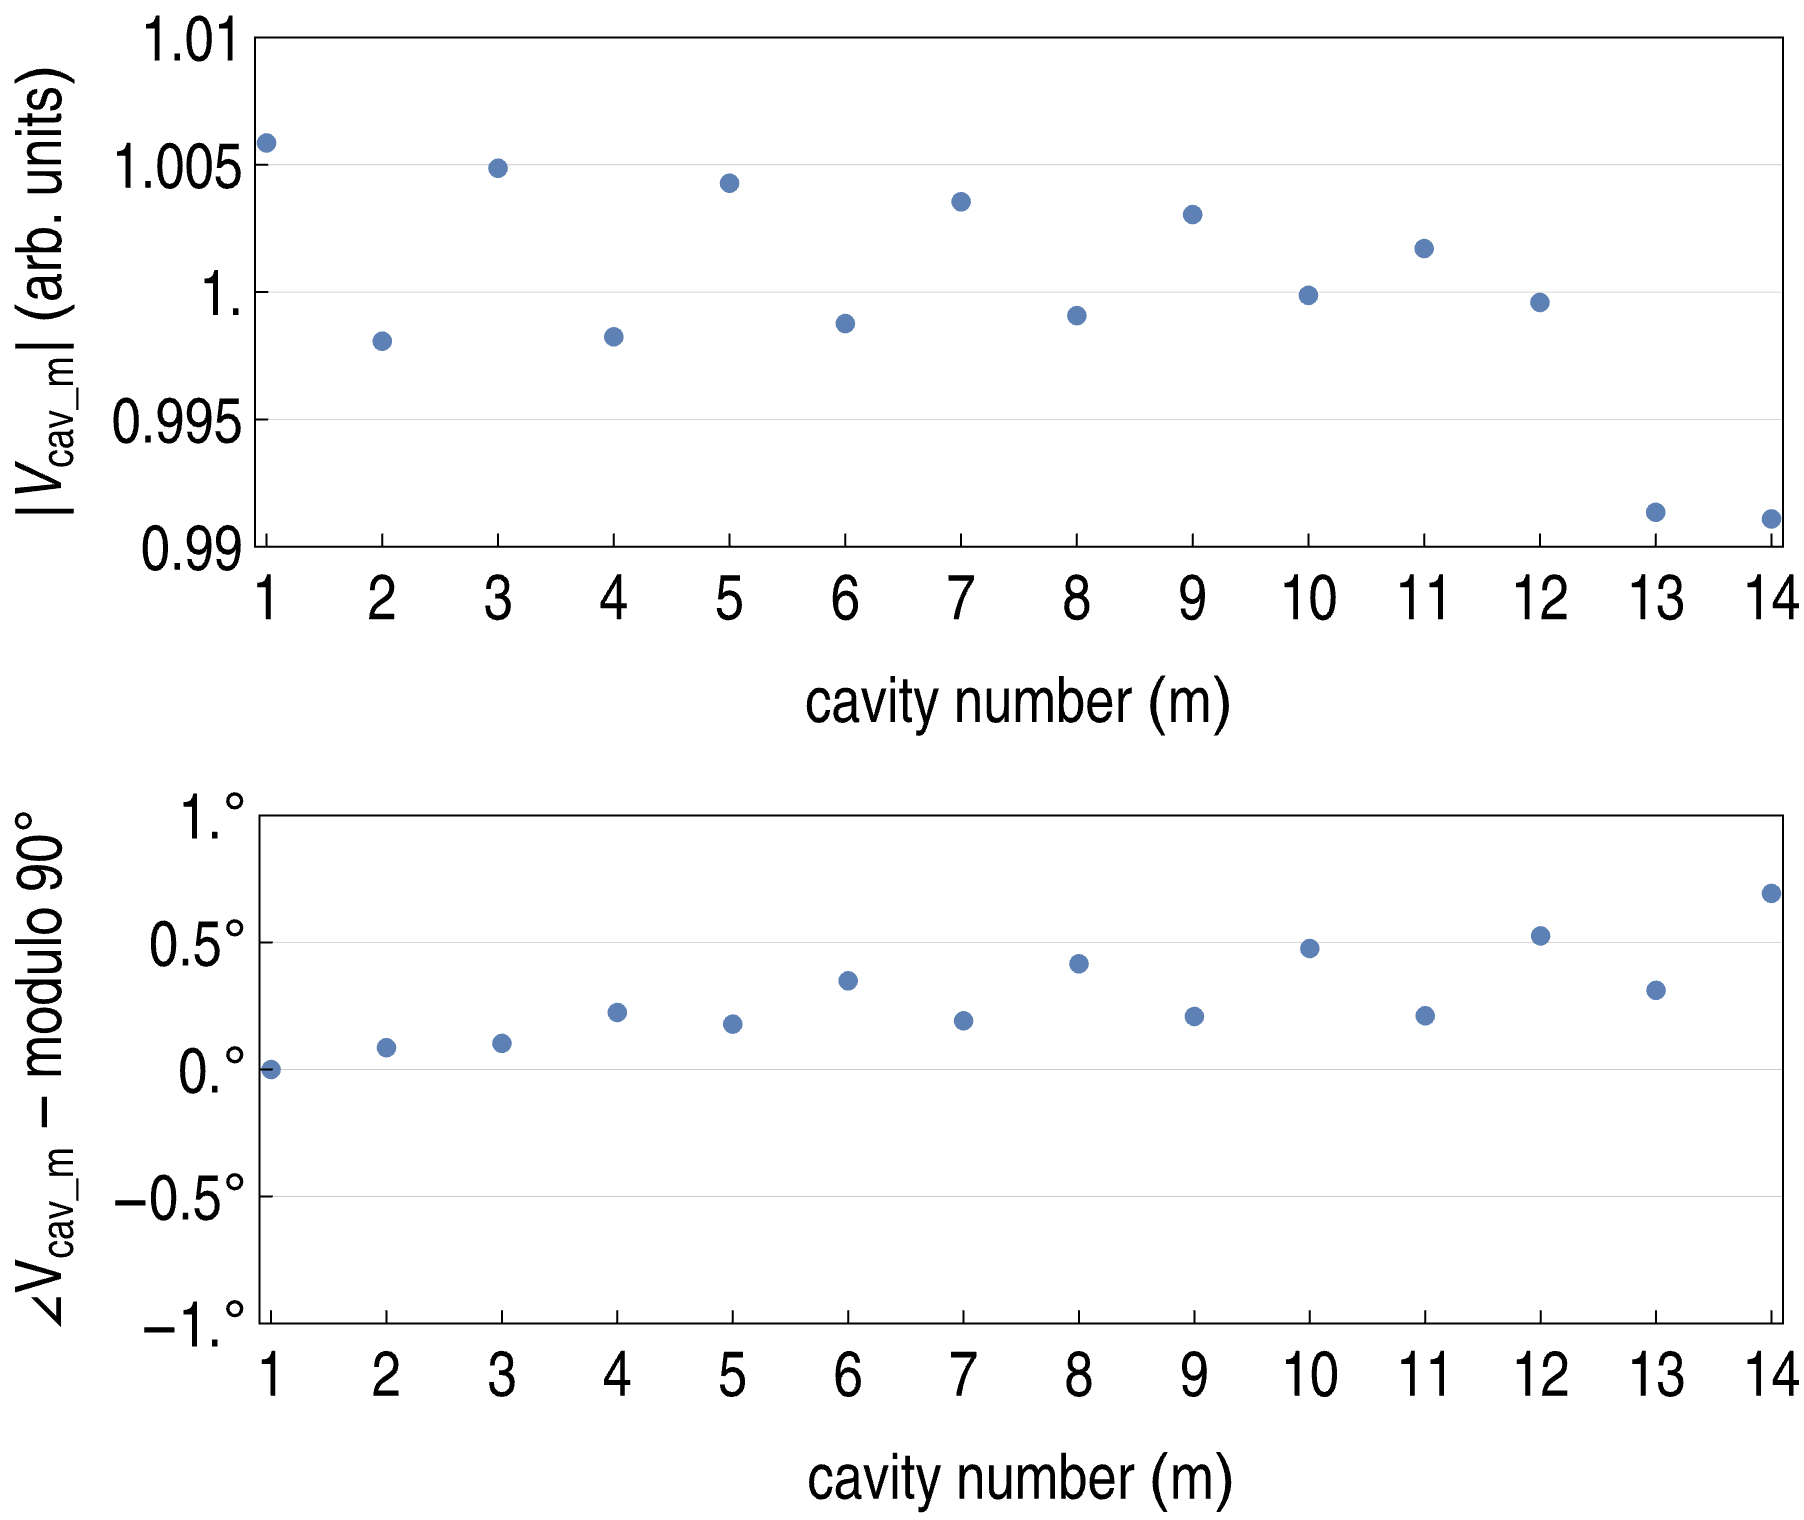 |Vcav_m| (arb. units)
1.01
1.005
1.
0.995
0.99
1 2 3 4 5 6 7 8 9 10 11 12 13 14
cavity number (m)
∠Vcav_m − modulo 90°
1.°
0.5°
0.°
−0.5°
−1.°
1 2 3 4 5 6 7 8 9 10 11 12 13 14
cavity number (m)